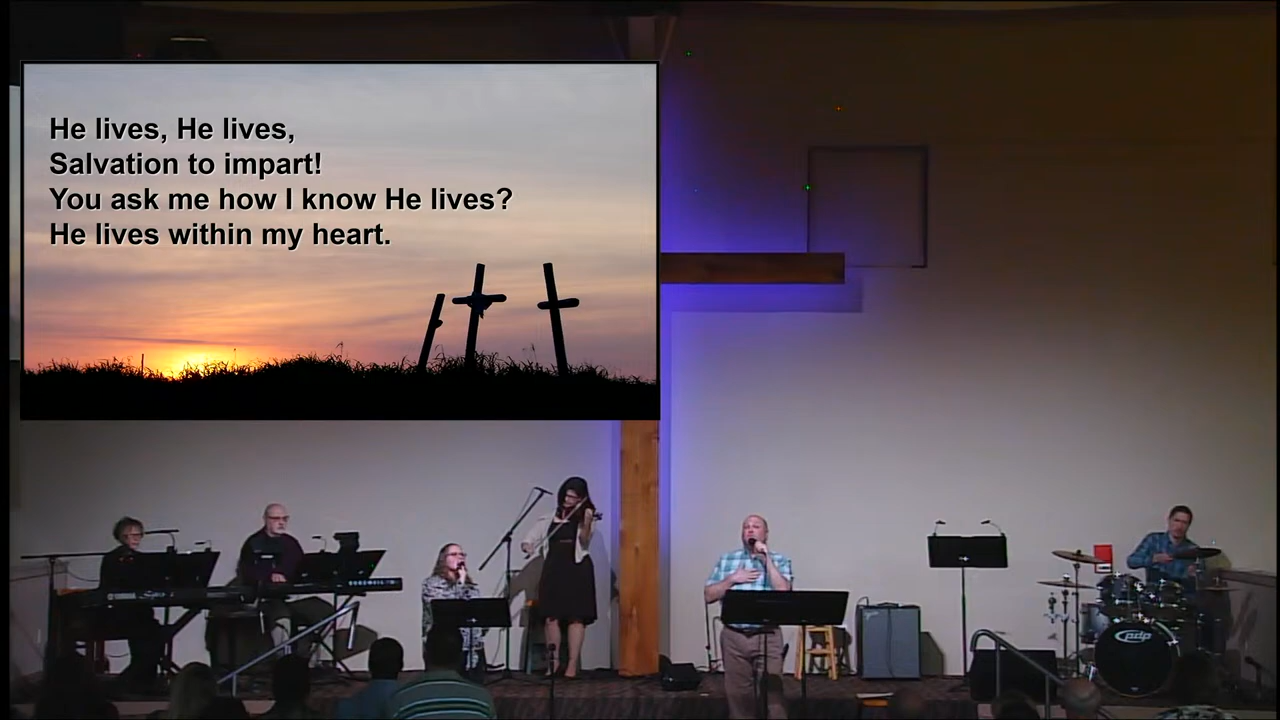 He lives, He lives,
Salvation to impart!
You ask me how I know He lives?
He lives within my heart.
KURZWEIL
pdp